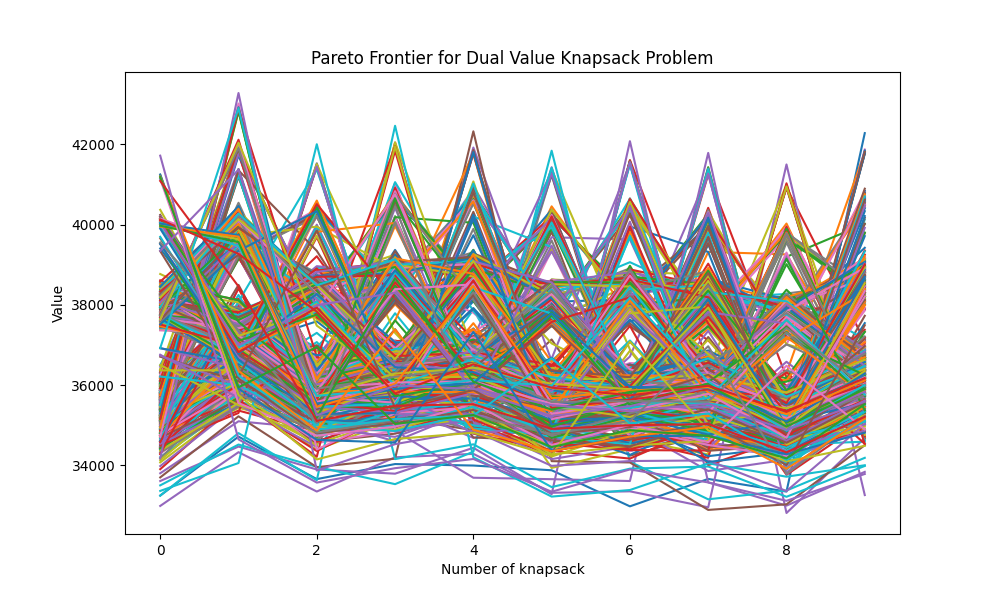 Pareto Frontier for Dual Value Knapsack Problem
42000
40000
38000
36000
34000
Value
0 2 4 6 8
Number of knapsack